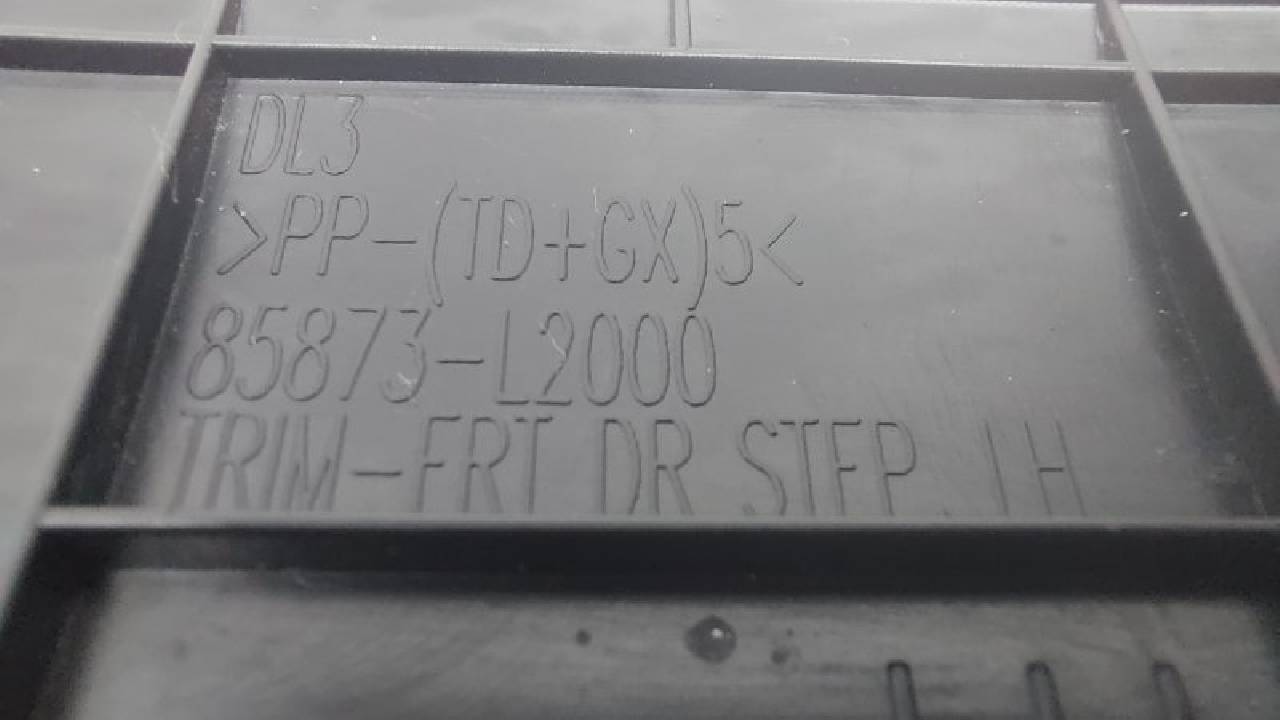 DL3
>PP-(TD+GX)5<
85873-L2000
TRIM-FRT DR STEP, LH